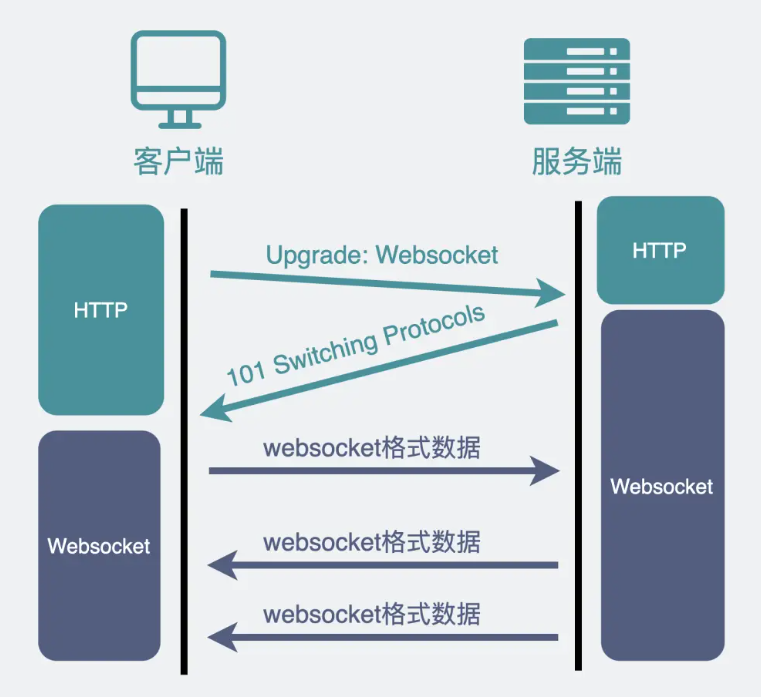 客户端
服务端
HTTP
HTTP
Upgrade: Websocket
101 Switching Protocols
websocket格式数据
Websocket
Websocket
websocket格式数据
websocket格式数据